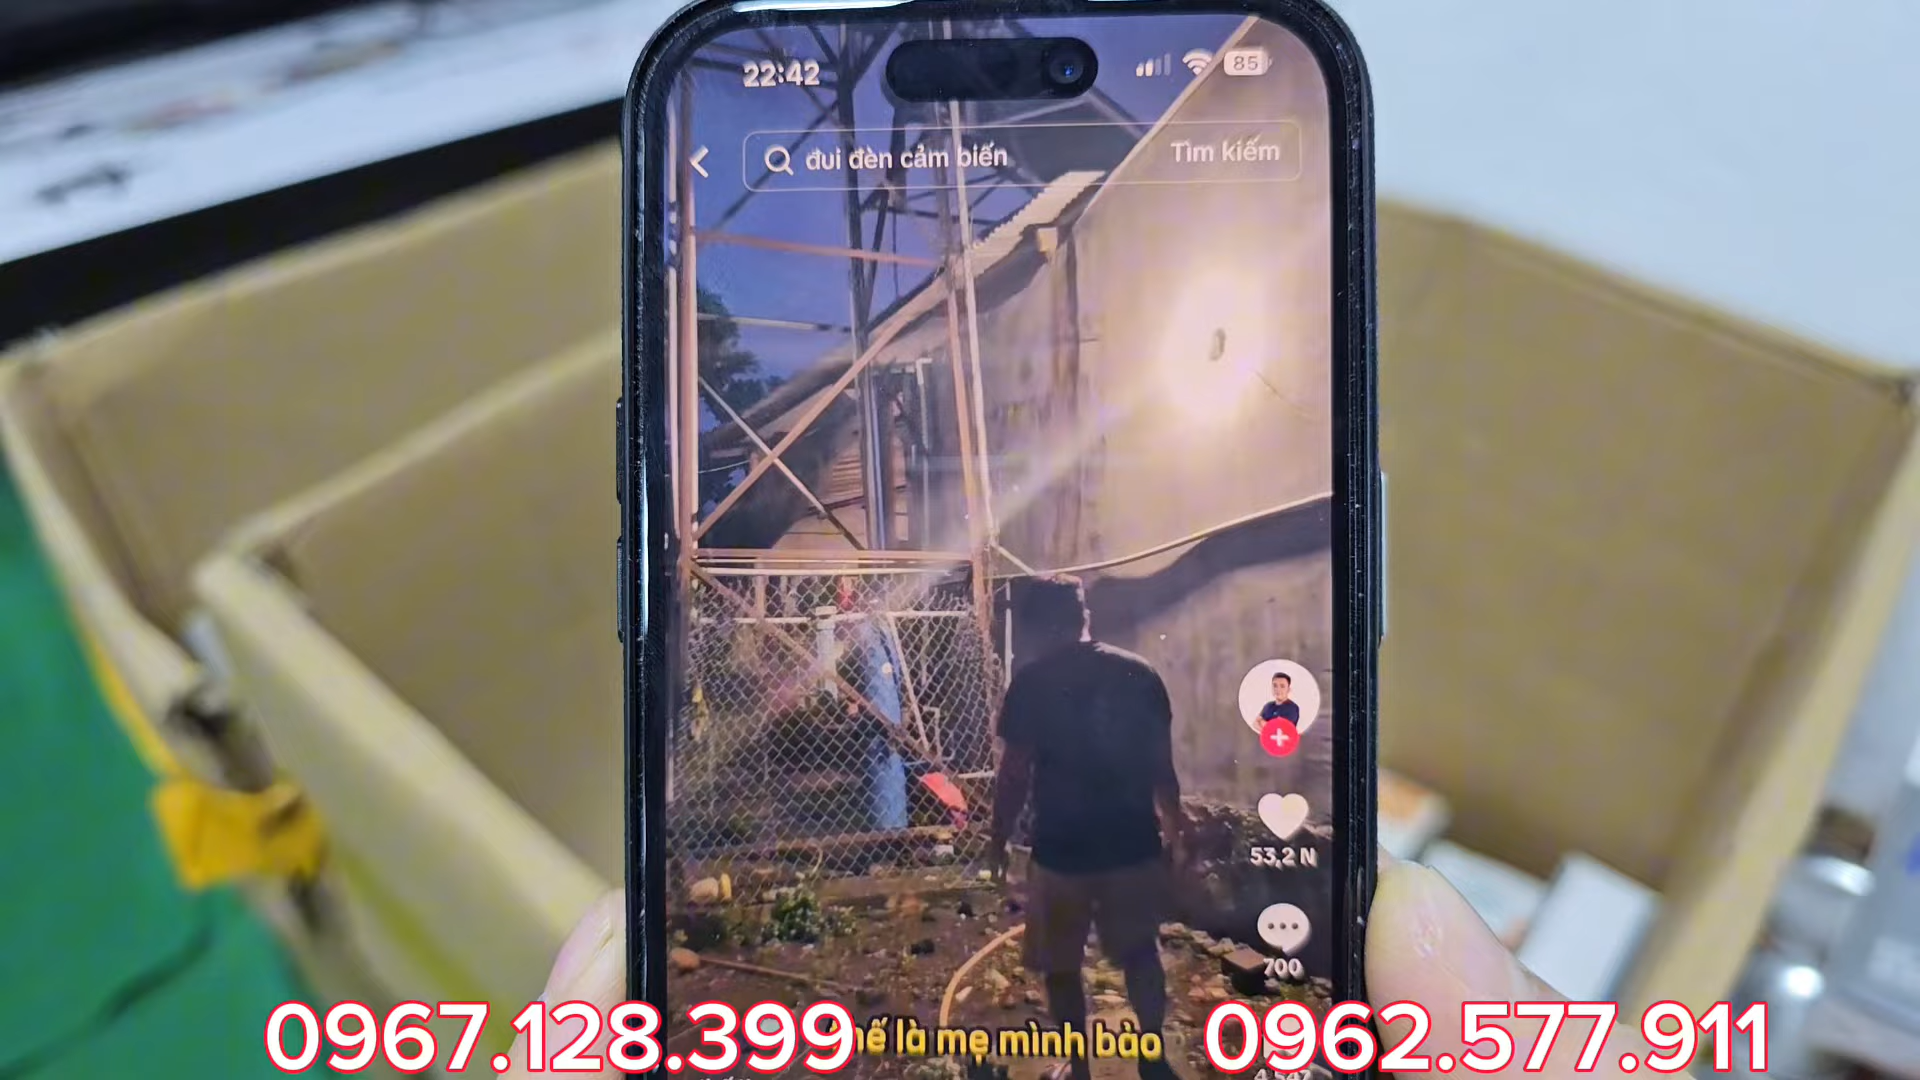 22:42
85
đui đèn cảm biến
Tìm kiếm
53,2 N
700
là mẹ mình bảo
0967.128.399
0962.577.911